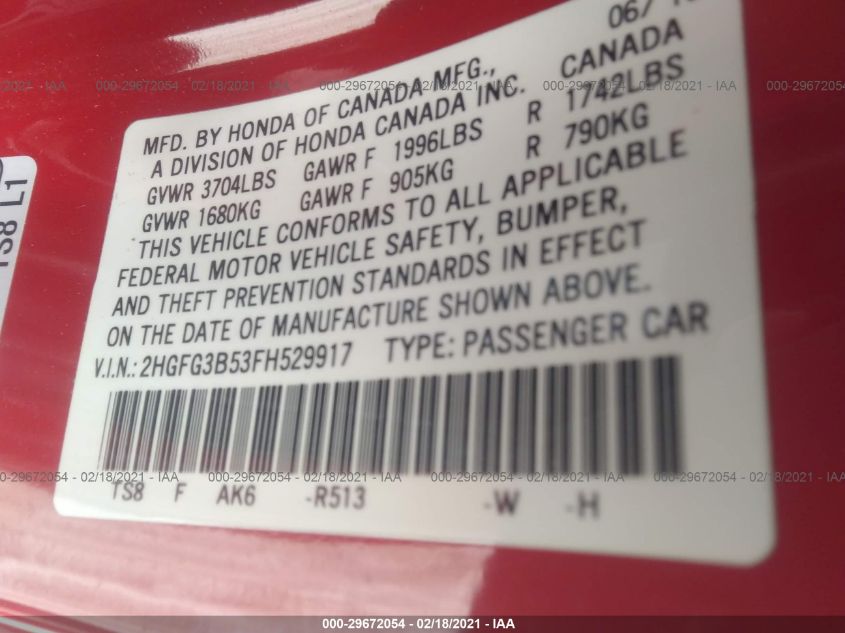 06/
MFD. BY HONDA OF CANADA MFG.,
A DIVISION OF HONDA CANADA INC. CANADA
GVWR 3704LBS GAWR F 1996LBS R 1742LBS
GVWR 1680KG GAWR F 905KG R 790KG
THIS VEHICLE CONFORMS TO ALL APPLICABLE
FEDERAL MOTOR VEHICLE SAFETY, BUMPER,
AND THEFT PREVENTION STANDARDS IN EFFECT
ON THE DATE OF MANUFACTURE SHOWN ABOVE.
V.I.N.: 2HGFG3B53FH529917 TYPE: PASSENGER CAR
TS8 F AK6 -R513 -W -H
TS8 L1
000-29672054 - 02/18/2021 - IAA